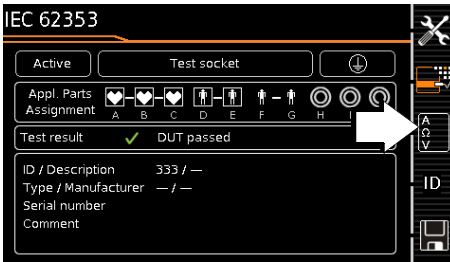 IEC 62353
Active Test socket
Appl. Parts
Assignment
A B C D E F G H
Test result DUT passed
ID / Description 333 / —
Type / Manufacturer — / —
Serial number
Comment
A
Ω
V
ID